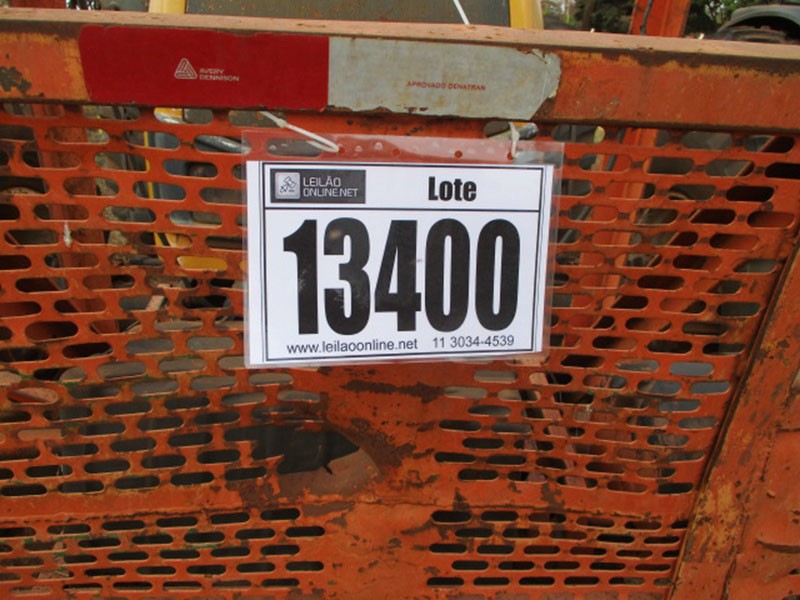 AVERY
DENNISON
APROVADO DENATRAN
LEILÃO
ONLINE.NET
Lote
13400
www.leilaoonline.net 11 3034-4539